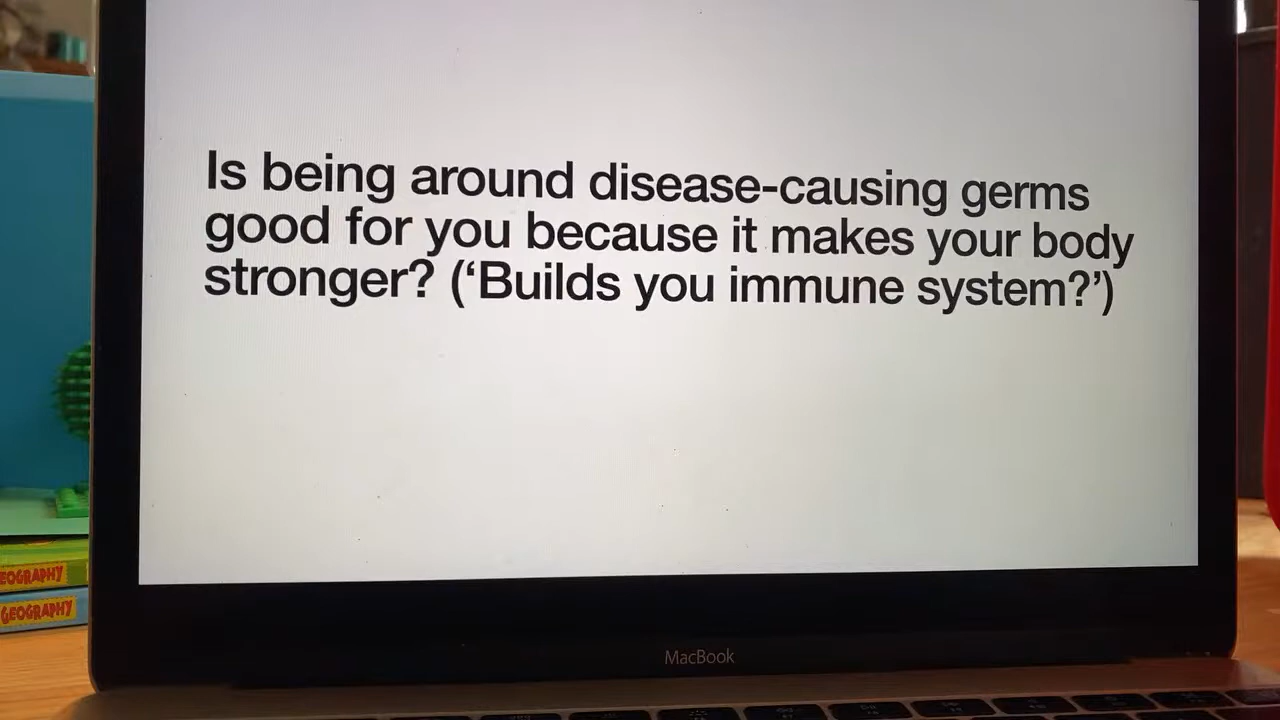 Is being around disease-causing germs
good for you because it makes your body
stronger? (‘Builds you immune system?’)
EOGRAPHY
GEOGRAPHY
MacBook